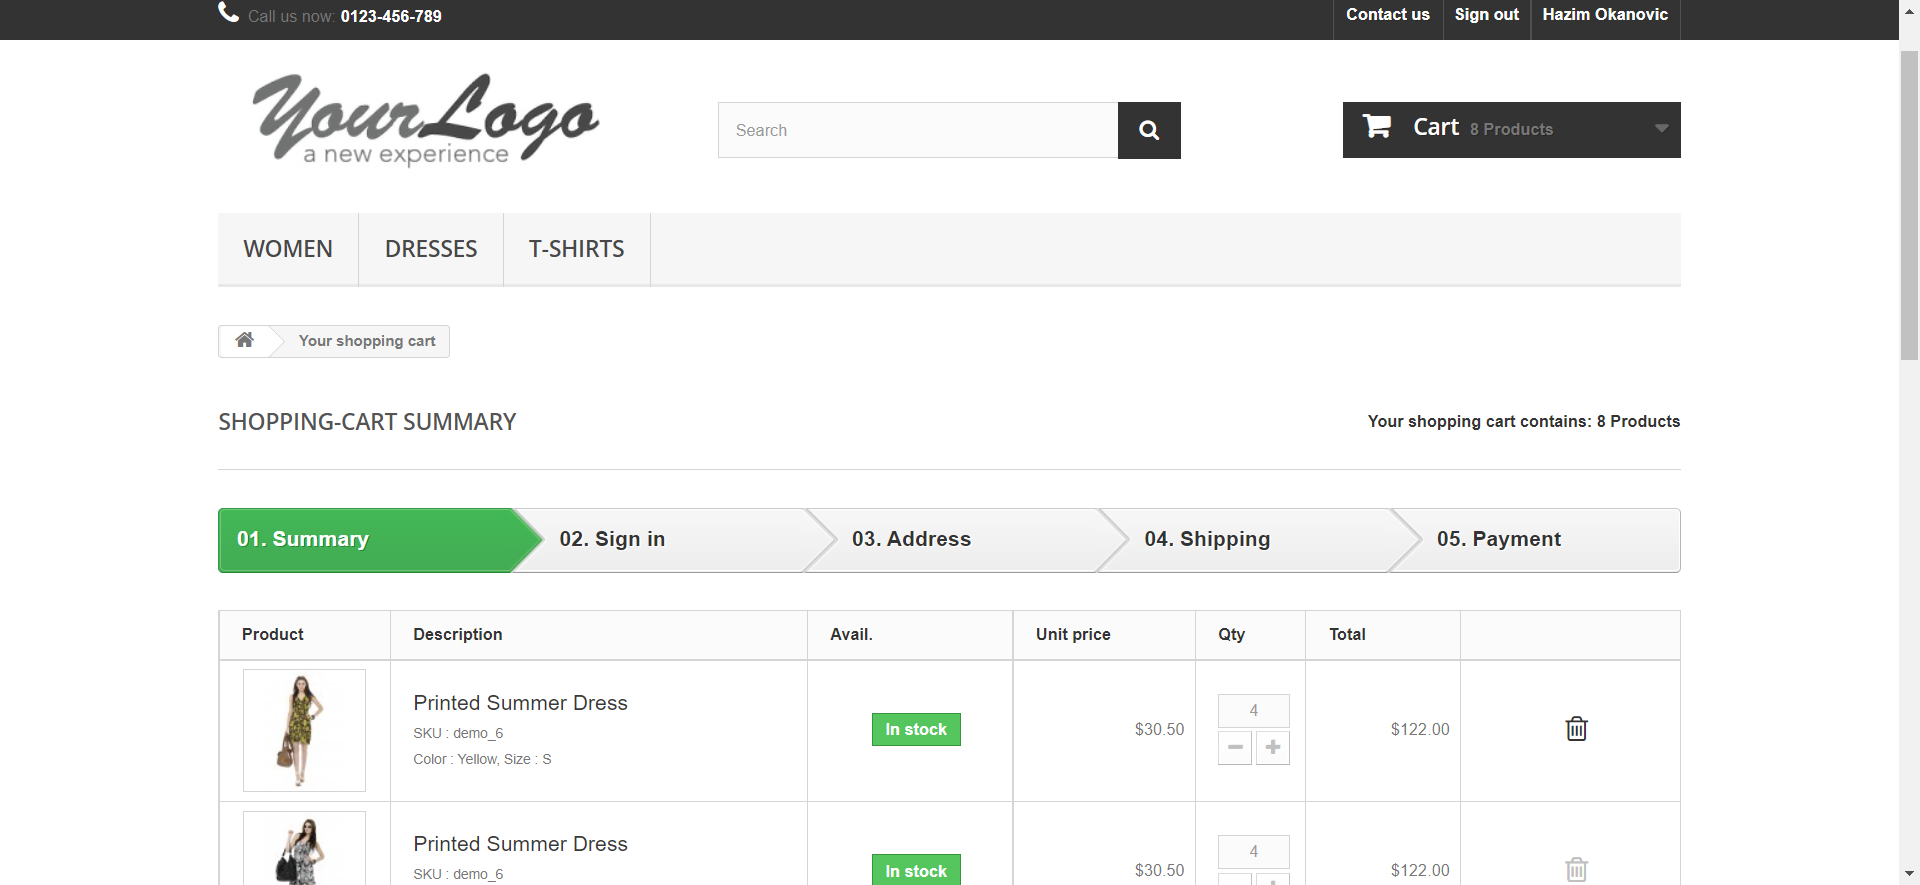 Call us now: 0123-456-789
Contact us
Sign out
Hazim Okanovic
YourLogo
a new experience
Search
Cart 8 Products
WOMEN
DRESSES
T-SHIRTS
Your shopping cart
SHOPPING-CART SUMMARY
Your shopping cart contains: 8 Products
01. Summary
02. Sign in
03. Address
04. Shipping
05. Payment
Product
Description
Avail.
Unit price
Qty
Total
Printed Summer Dress
SKU : demo_6
Color : Yellow, Size : S
In stock
$30.50
4
$122.00
Printed Summer Dress
SKU : demo_6
In stock
$30.50
4
$122.00